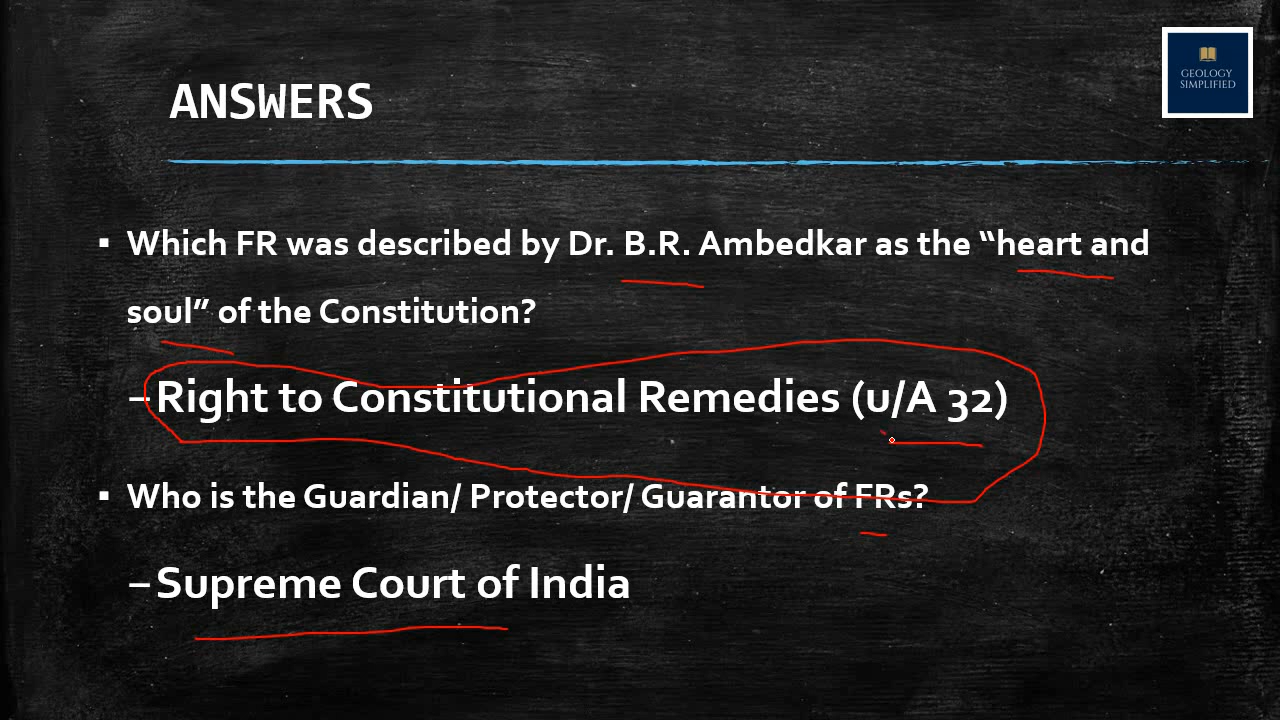 GEOLOGY
SIMPLIFIED
ANSWERS
▪ Which FR was described by Dr. B.R. Ambedkar as the “heart and
soul” of the Constitution?
–Right to Constitutional Remedies (u/A 32)
▪ Who is the Guardian/ Protector/ Guarantor of FRs?
–Supreme Court of India